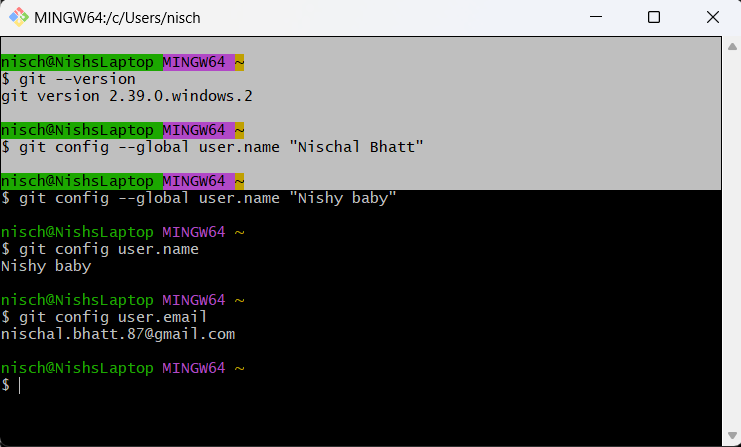 MINGW64:/c/Users/nisch
nisch@NishsLaptop MINGW64 ~
$ git --version
git version 2.39.0.windows.2
nisch@NishsLaptop MINGW64 ~
$ git config --global user.name "Nischal Bhatt"
nisch@NishsLaptop MINGW64 ~
$ git config --global user.name "Nishy baby"
nisch@NishsLaptop MINGW64 ~
$ git config user.name
Nishy baby
nisch@NishsLaptop MINGW64 ~
$ git config user.email
nischal.bhatt.87@gmail.com
nisch@NishsLaptop MINGW64 ~
$